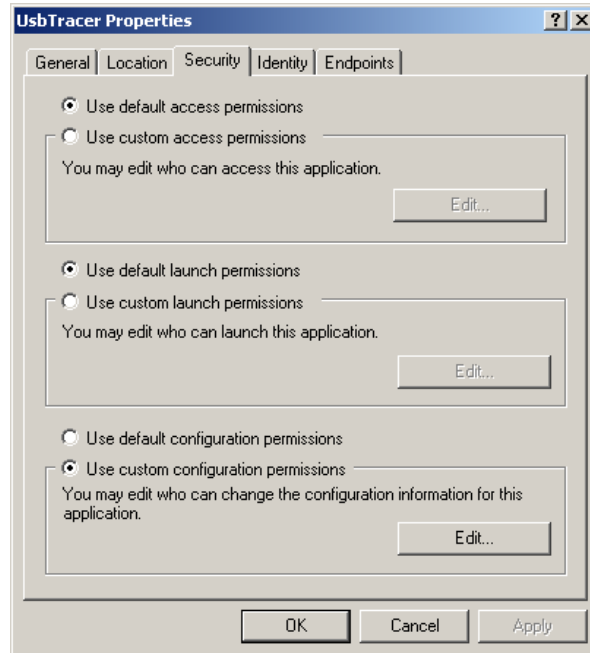 UsbTracer Properties
General Location Security Identity Endpoints
Use default access permissions
Use custom access permissions
You may edit who can access this application.
Edit...
Use default launch permissions
Use custom launch permissions
You may edit who can launch this application.
Edit...
Use default configuration permissions
Use custom configuration permissions
You may edit who can change the configuration information for this
application.
Edit...
OK Cancel Apply